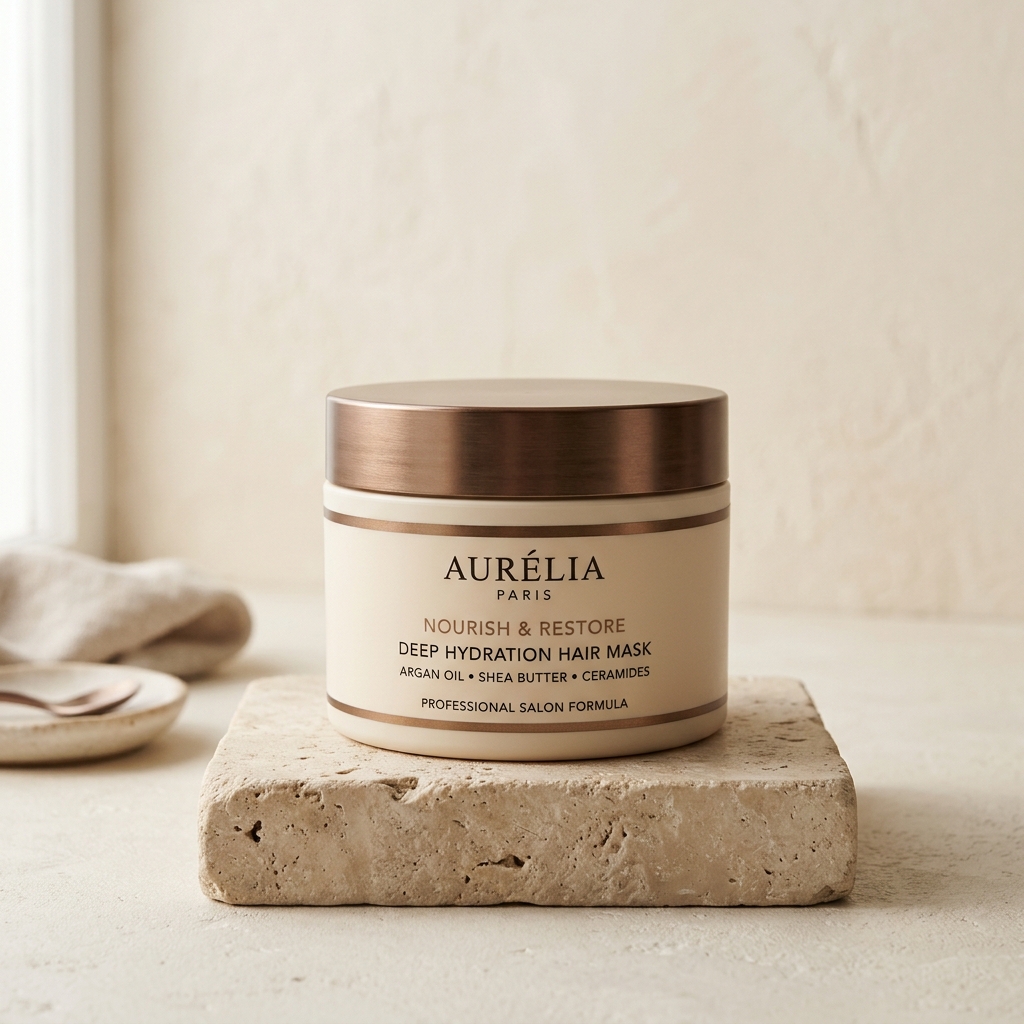 AURÉLIA
PARIS
NOURISH & RESTORE
DEEP HYDRATION HAIR MASK
ARGAN OIL • SHEA BUTTER • CERAMIDES
PROFESSIONAL SALON FORMULA